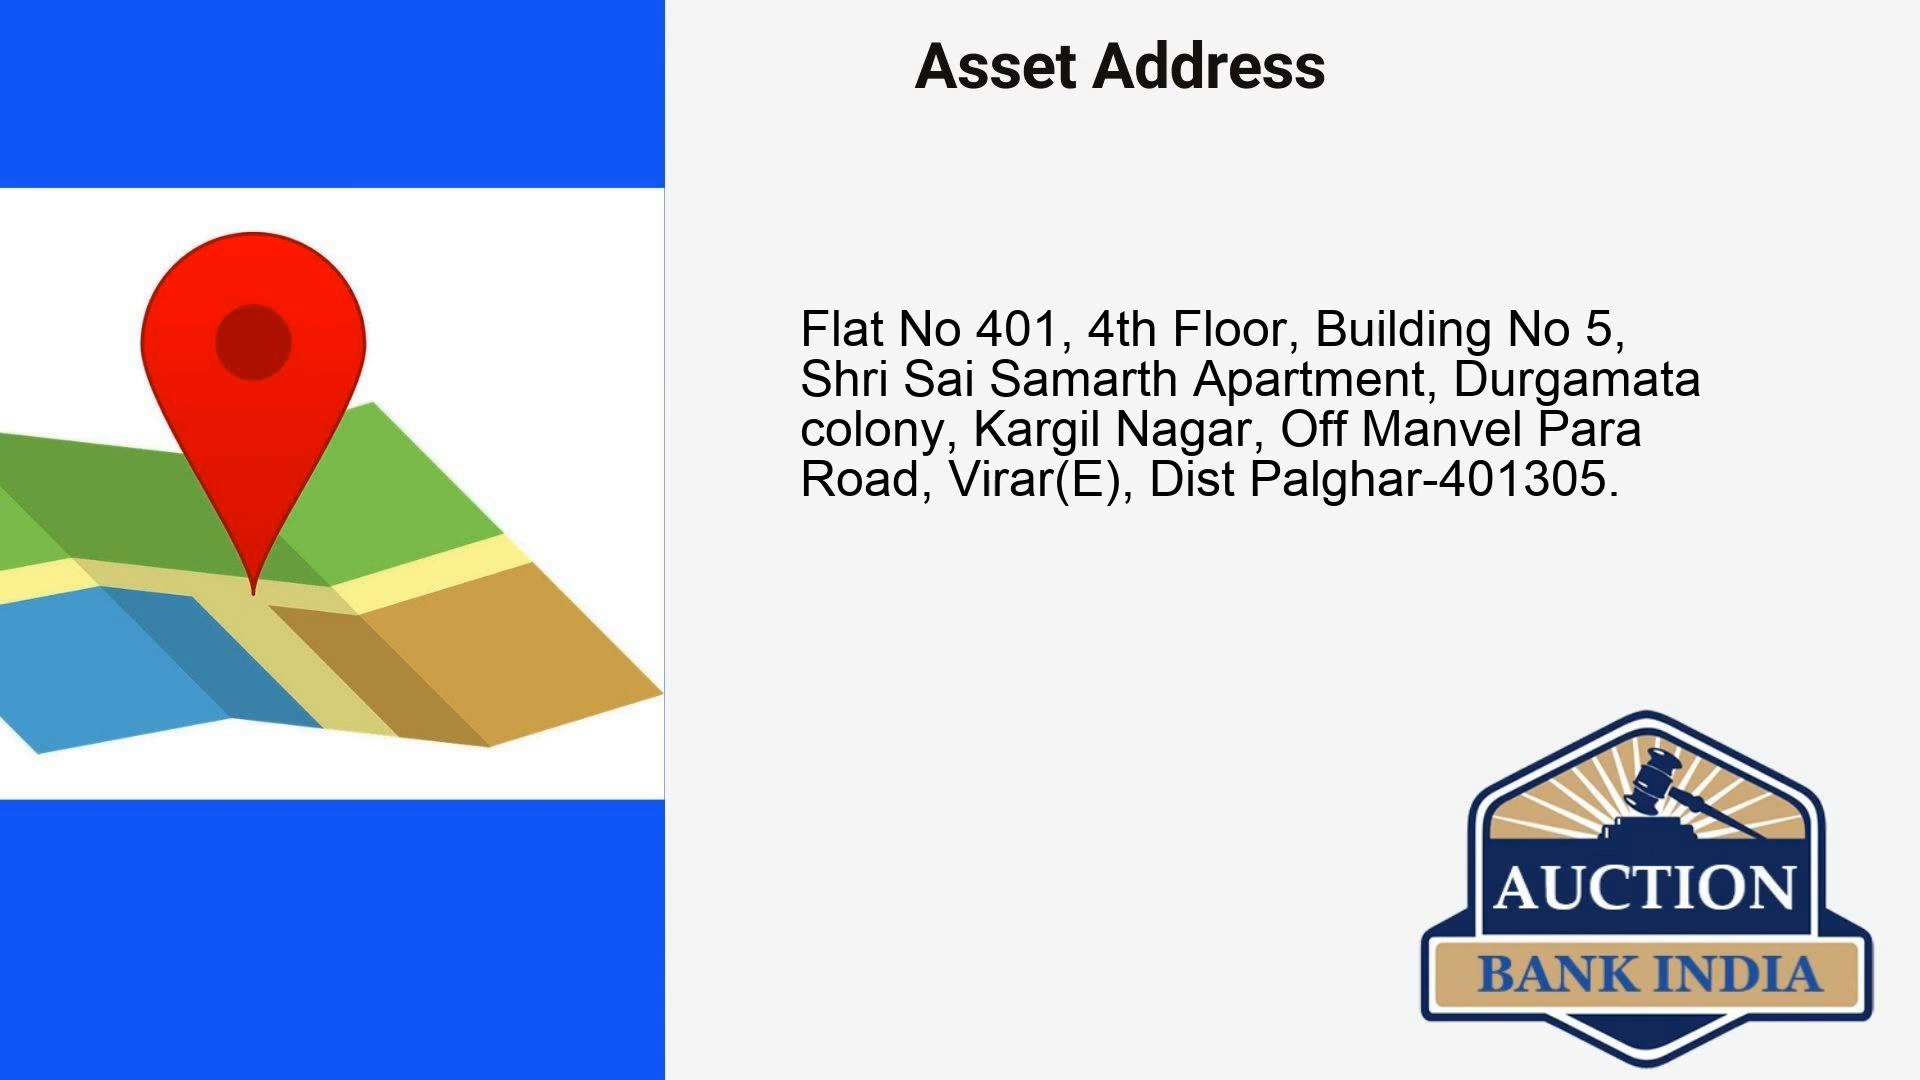 Asset Address
Flat No 401, 4th Floor, Building No 5,
Shri Sai Samarth Apartment, Durgamata
colony, Kargil Nagar, Off Manvel Para
Road, Virar(E), Dist Palghar-401305.
AUCTION
BANK INDIA